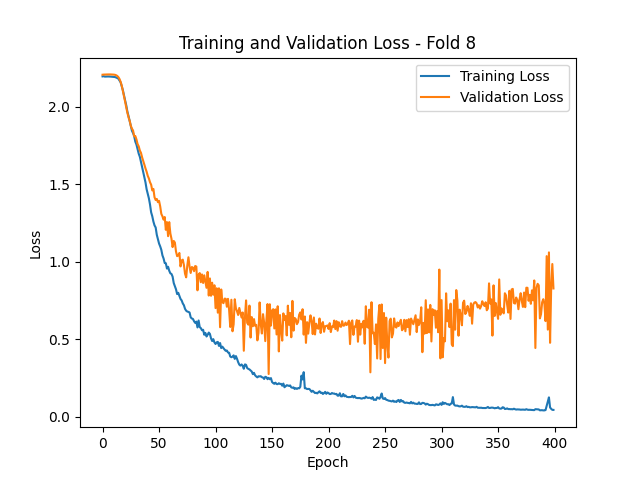 Training and Validation Loss - Fold 8
Training Loss
Validation Loss
Loss
2.0
1.5
1.0
0.5
0.0
0 50 100 150 200 250 300 350 400
Epoch